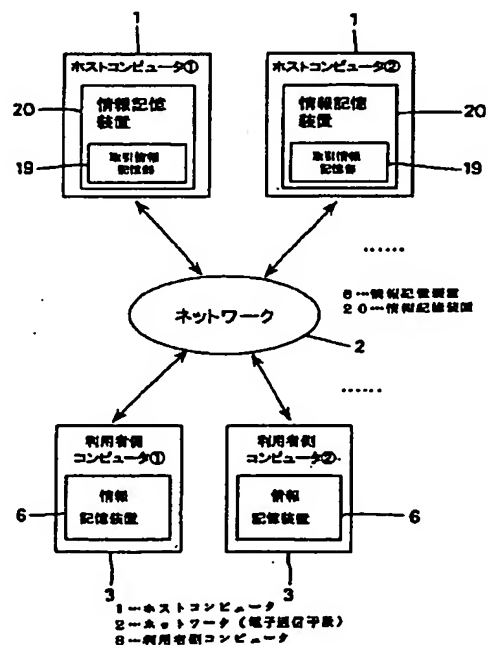 1 1
ホストコンピュータ① ホストコンピュータ②
20 情報記憶 情報記憶 20
装置 装置
19 取引情報 取引情報 19
記憶部 記憶部
……
ネットワーク
6…情報記憶装置
20…情報記憶装置
2
……
利用者側 利用者側
コンピュータ① コンピュータ②
6 情報 情報 6
記憶装置 記憶装置
3 3
1…ホストコンピュータ
2…ネットワーク(電子通信手段)
3…利用者側コンピュータ